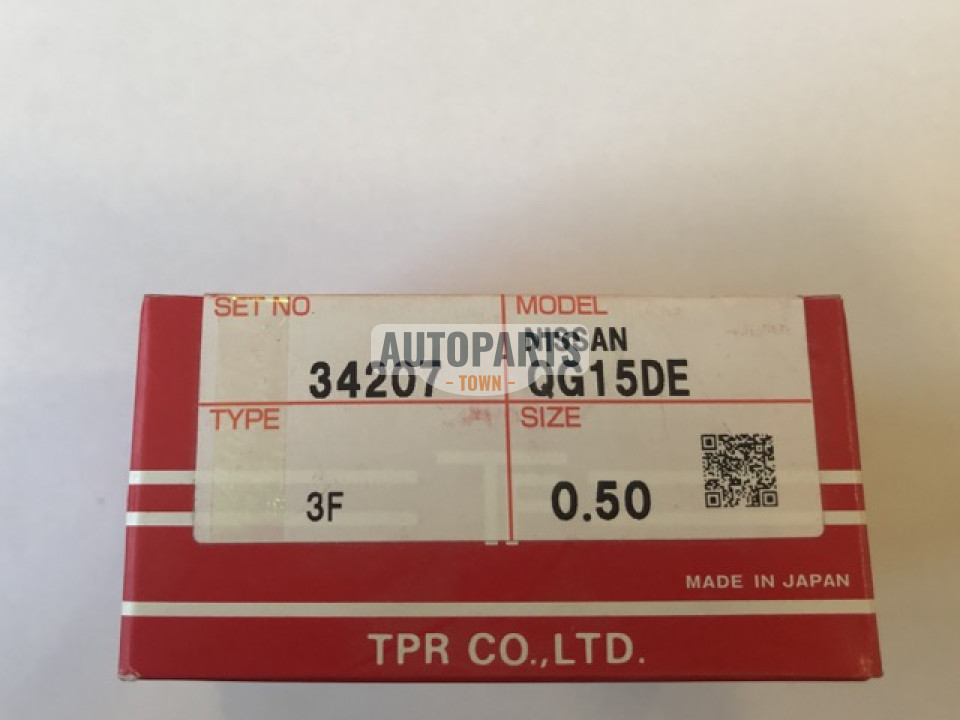 SET NO
MODEL
AUTOPARTS
- TOWN -
NISSAN
34207
QG15DE
TYPE
SIZE
3F
0.50
MADE IN JAPAN
TPR CO.,LTD.